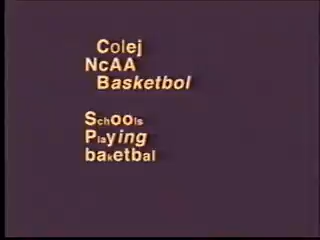 Colej
NcAA
Basketbol
SchOOls
Playing
baketbal